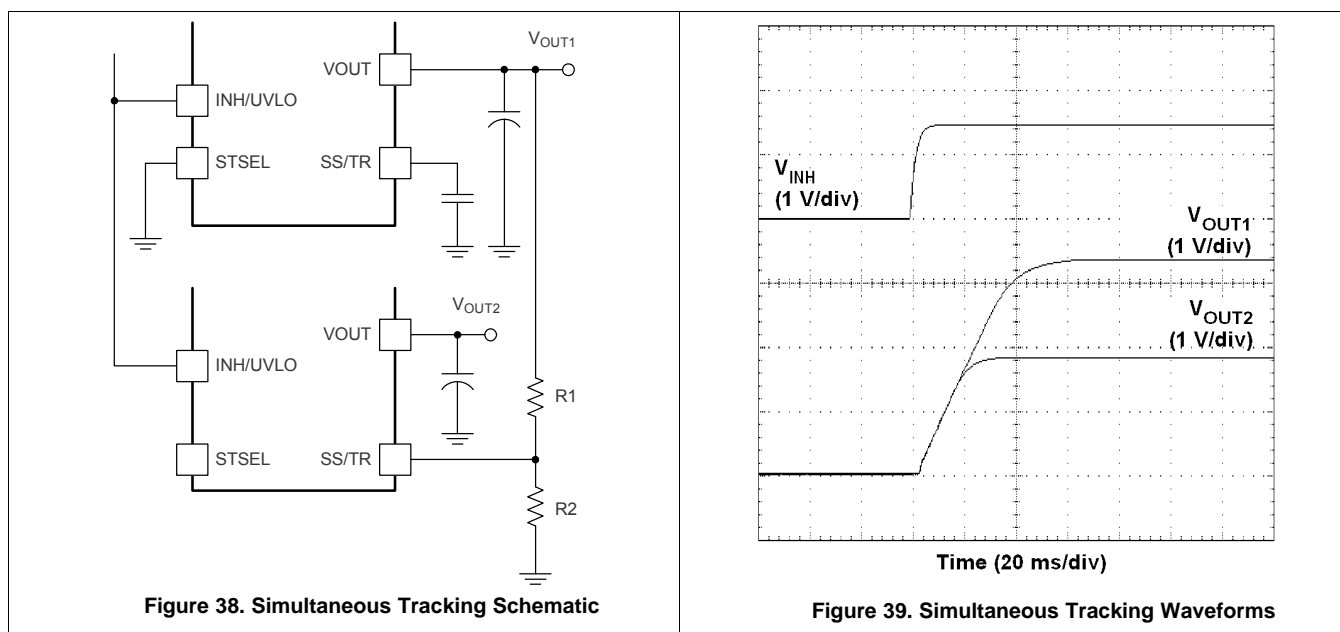 VOUT1
VOUT
INH/UVLO
STSEL
SS/TR
VOUT2
VOUT
INH/UVLO
R1
STSEL
SS/TR
R2
Figure 38. Simultaneous Tracking Schematic
VINH
(1 V/div)
VOUT1
(1 V/div)
VOUT2
(1 V/div)
Time (20 ms/div)
Figure 39. Simultaneous Tracking Waveforms